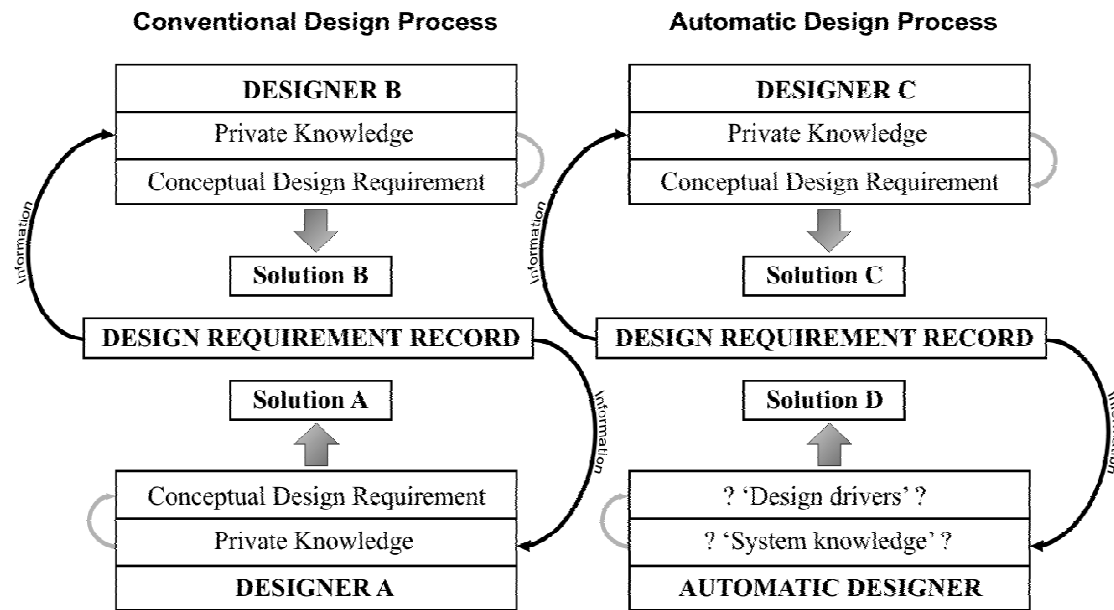 Conventional Design Process
DESIGNER B
Private Knowledge
Conceptual Design Requirement
Information
Solution B
DESIGN REQUIREMENT RECORD
Solution A
Information
Conceptual Design Requirement
Private Knowledge
DESIGNER A
Automatic Design Process
DESIGNER C
Private Knowledge
Conceptual Design Requirement
Information
Solution C
DESIGN REQUIREMENT RECORD
Solution D
Information
? ‘Design drivers’ ?
? ‘System knowledge’ ?
AUTOMATIC DESIGNER